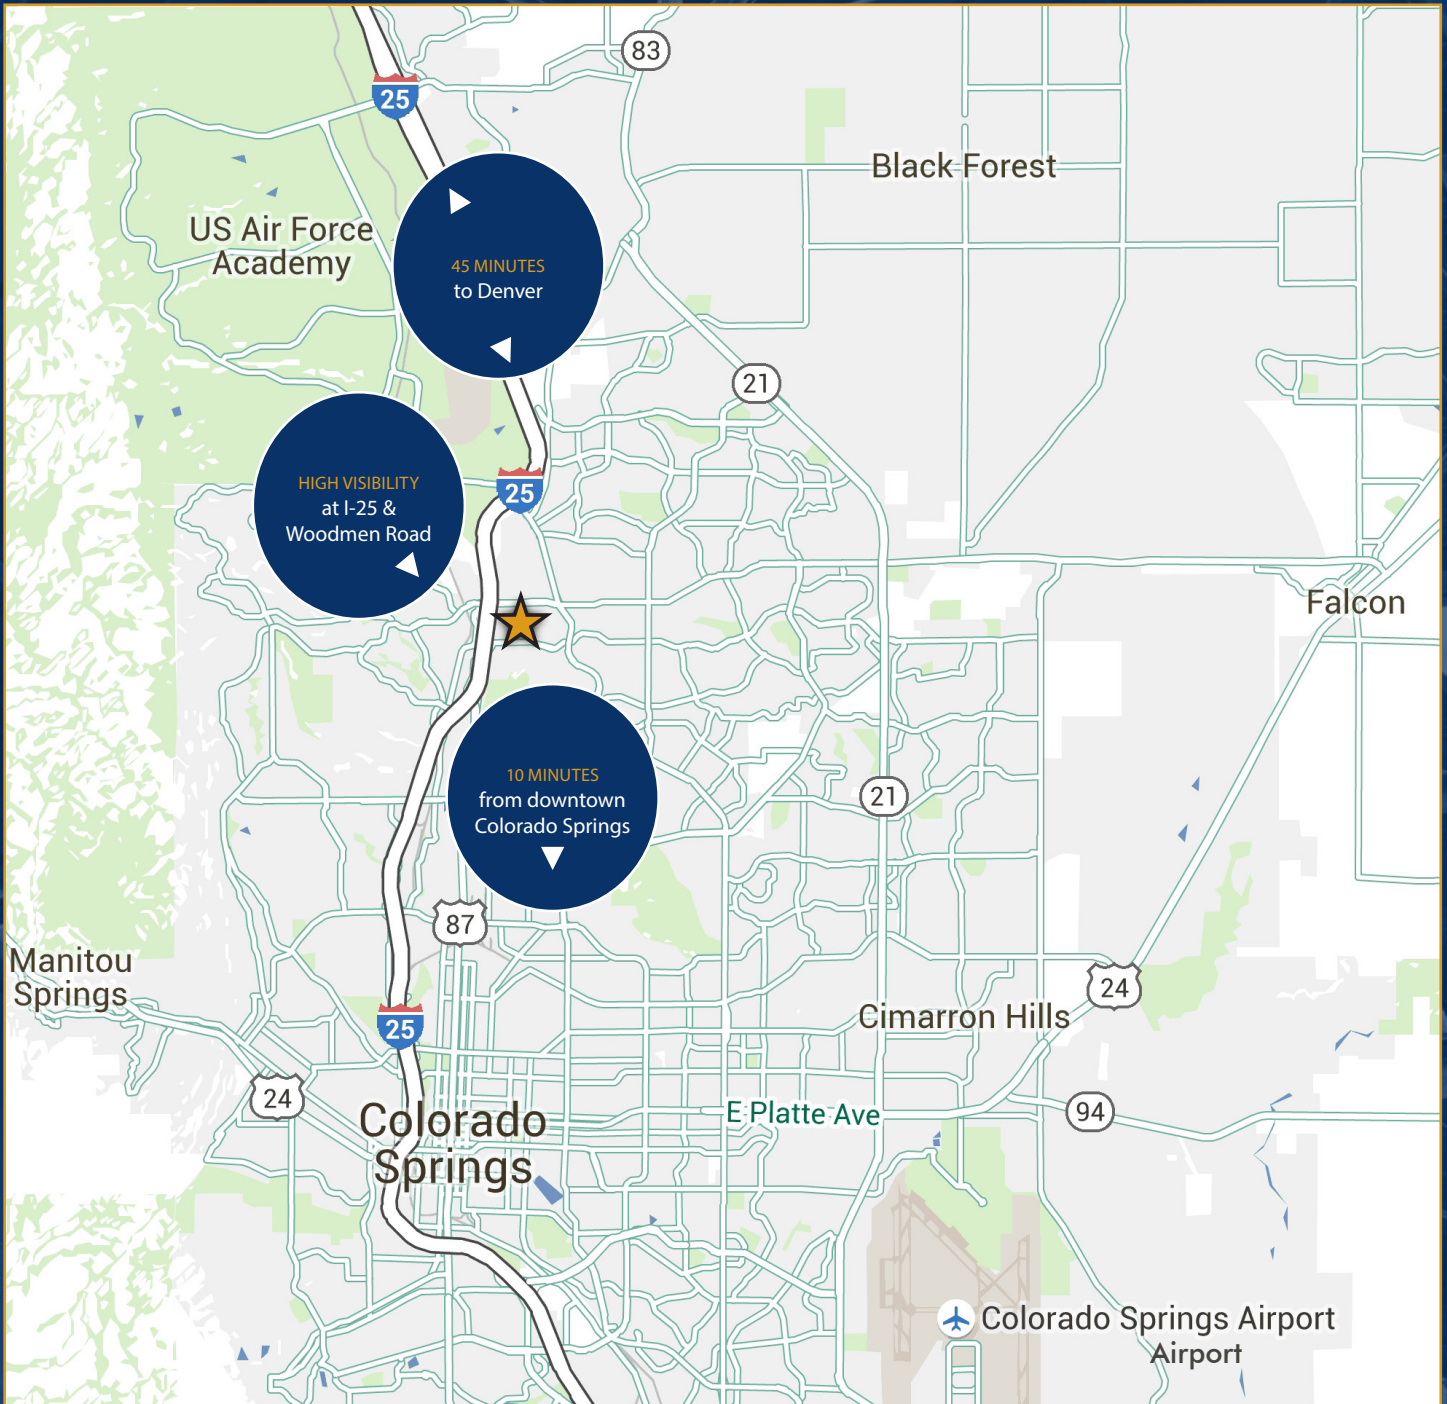 83
25
Black Forest
US Air Force
Academy
45 MINUTES
to Denver
21
HIGH VISIBILITY
at I-25 &
Woodmen Road
25
Falcon
10 MINUTES
from downtown
Colorado Springs
21
87
Manitou
Springs
24
Cimarron Hills
25
24
Colorado
Springs
E Platte Ave
94
Colorado Springs Airport
Airport